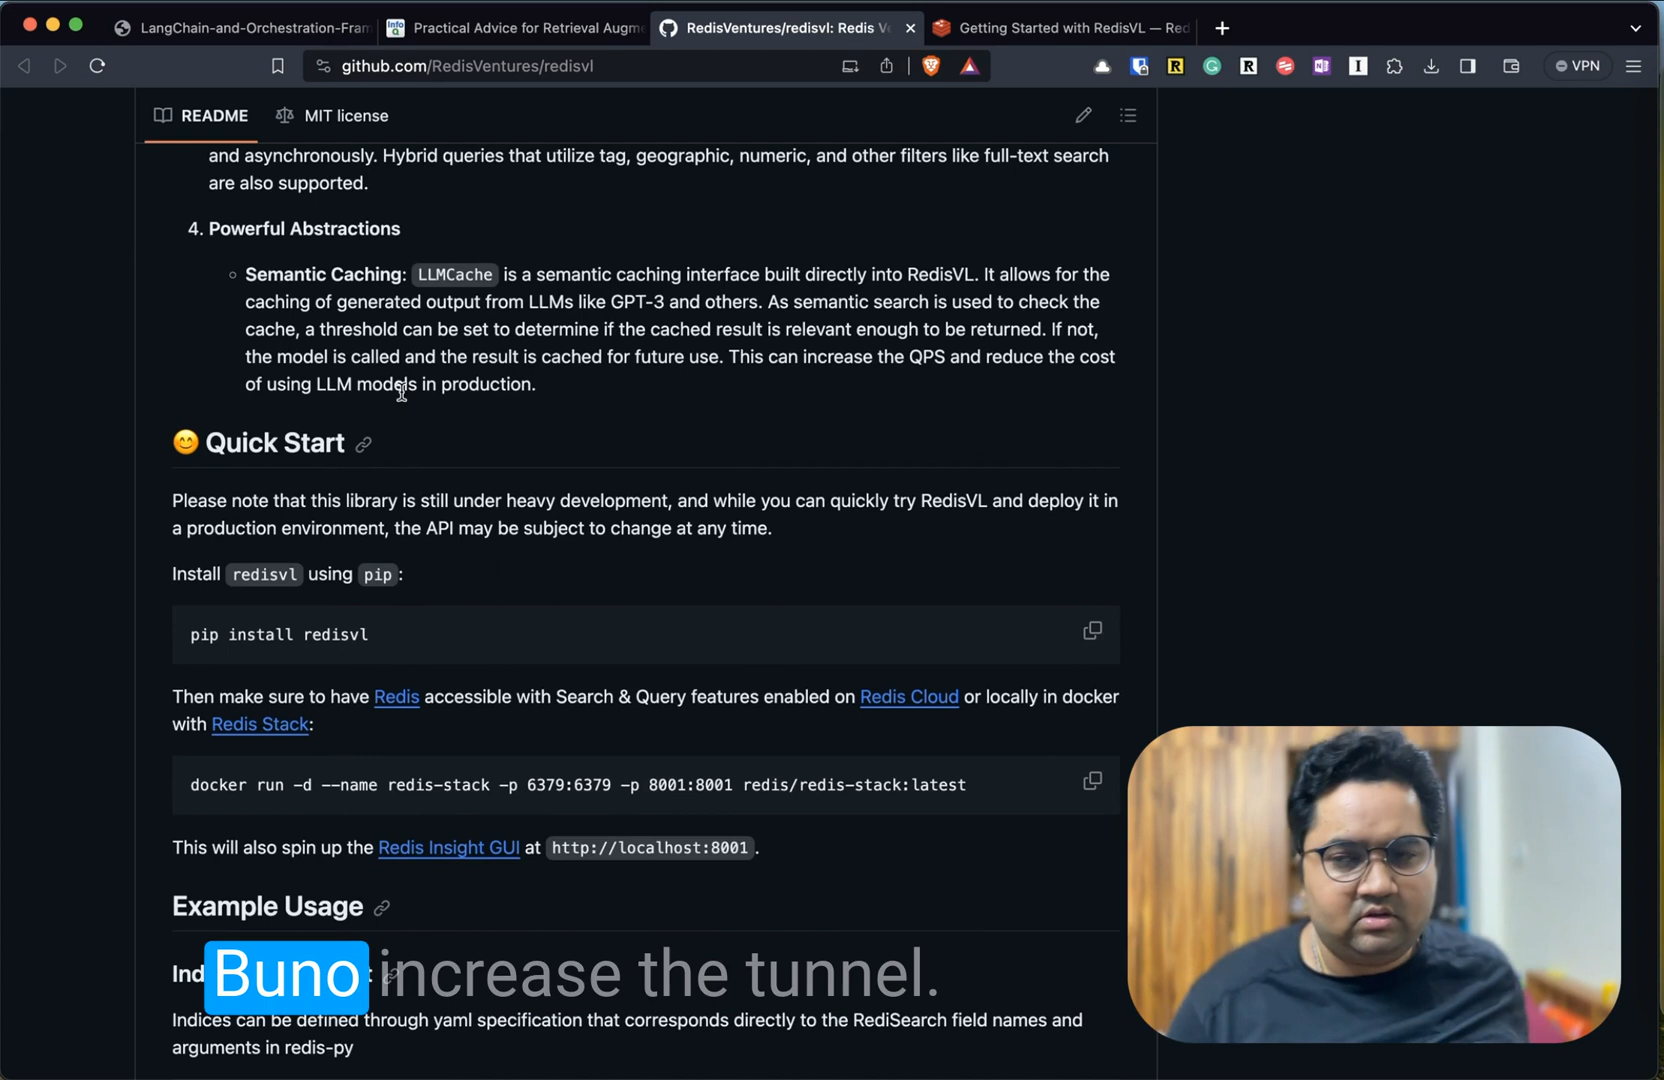 LangChain-and-Orchestration-Fram
Practical Advice for Retrieval Augme
RedisVentures/redisvl: Redis V
Getting Started with RedisVL — Red
github.com/RedisVentures/redisvl
VPN
README
MIT license
and asynchronously. Hybrid queries that utilize tag, geographic, numeric, and other filters like full-text search
are also supported.
4. Powerful Abstractions
Semantic Caching: LLMCache is a semantic caching interface built directly into RedisVL. It allows for the
caching of generated output from LLMs like GPT-3 and others. As semantic search is used to check the
cache, a threshold can be set to determine if the cached result is relevant enough to be returned. If not,
the model is called and the result is cached for future use. This can increase the QPS and reduce the cost
of using LLM models in production.
😊 Quick Start
Please note that this library is still under heavy development, and while you can quickly try RedisVL and deploy it in
a production environment, the API may be subject to change at any time.
Install redisvl using pip:
pip install redisvl
Then make sure to have Redis accessible with Search & Query features enabled on Redis Cloud or locally in docker
with Redis Stack:
docker run -d --name redis-stack -p 6379:6379 -p 8001:8001 redis/redis-stack:latest
This will also spin up the Redis Insight GUI at http://localhost:8001.
Example Usage
Buno increase the tunnel.
Indices can be defined through yaml specification that corresponds directly to the RediSearch field names and
arguments in redis-py